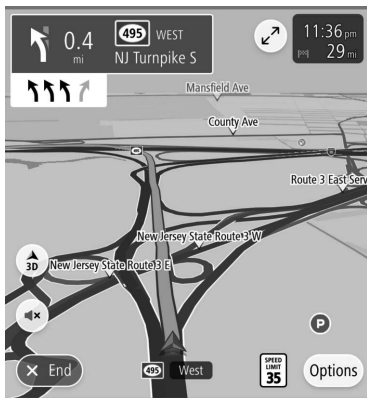 0.4
mi
495 WEST
NJ Turnpike S
11:36 pm
29 mi
Mansfield Ave
County Ave
495
Route 3 East Serv
New Jersey State Route 3 W
New Jersey State Route 3 E
3D
P
End
495 West
SPEED
LIMIT
35
Options